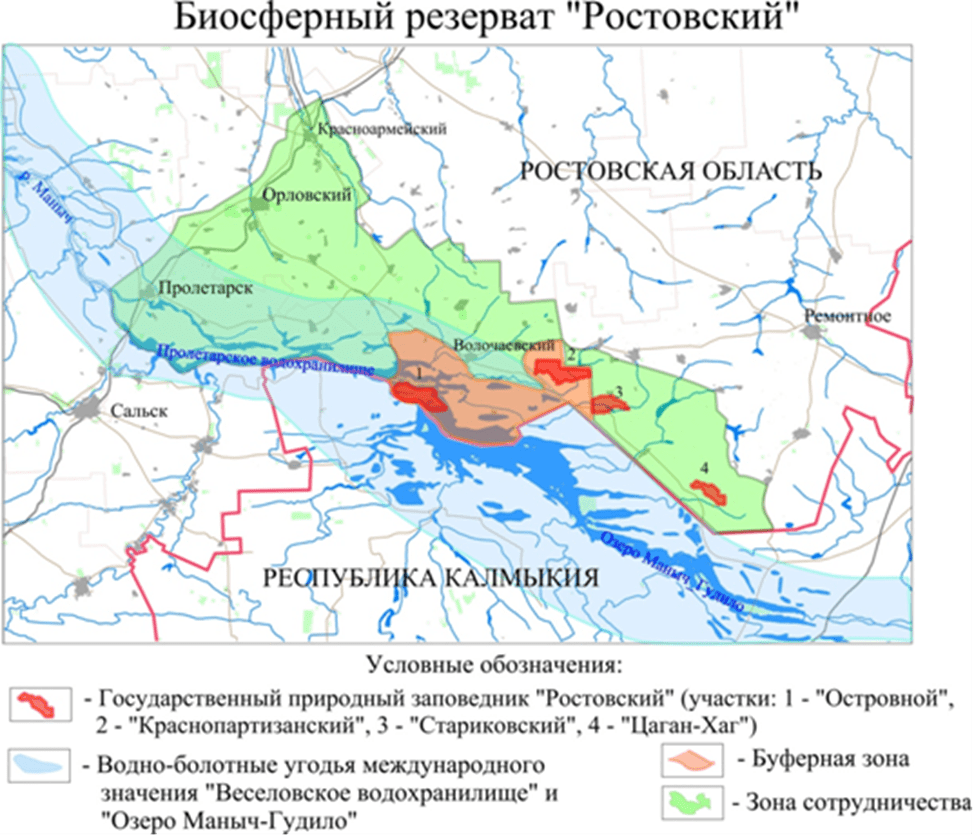 Биосферный резерват "Ростовский"
Красноармейский
РОСТОВСКАЯ ОБЛАСТЬ
Орловский
р. Маныч
Пролетарск
Ремонтное
Волочаевский
2
Пролетарское водохранилище
1
3
Сальск
4
Озеро Маныч-Гудило
РЕСПУБЛИКА КАЛМЫКИЯ
Условные обозначения:
- Государственный природный заповедник "Ростовский" (участки: 1 - "Островной",
2 - "Краснопартизанский", 3 - "Стариковский", 4 - "Цаган-Хаг")
- Водно-болотные угодья международного
значения "Веселовское водохранилище" и
"Озеро Маныч-Гудило"
- Буферная зона
- Зона сотрудничества